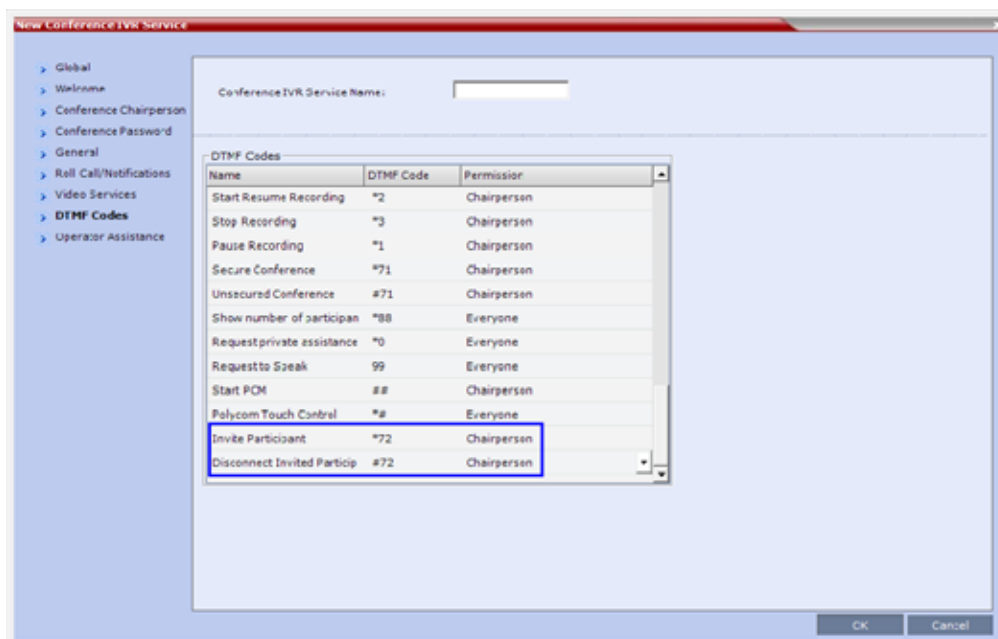 New Conference IVR Service
Global
Welcome
Conference Chairperson
Conference Password
General
Roll Call/Notifications
Video Services
DTMF Codes
Operator Assistance
Conference IVR Service Name:
DTMF Codes
Name DTMF Code Permission
Start Resume Recording *2 Chairperson
Stop Recording *3 Chairperson
Pause Recording *1 Chairperson
Secure Conference *71 Chairperson
Unsecured Conference #71 Chairperson
Show number of participan *88 Everyone
Request private assistance *0 Everyone
Request to Speak 99 Everyone
Start PCM ## Chairperson
Polycom Touch Control *# Everyone
Invite Participant *72 Chairperson
Disconnect Invited Particip #72 Chairperson
OK Cancel